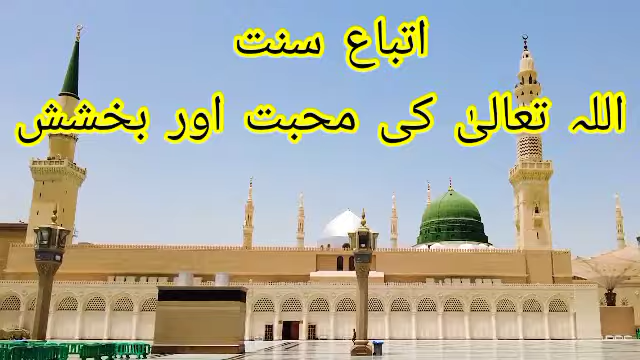 اتباع سنت
اللہ تعالیٰ کی محبت اور بخشش